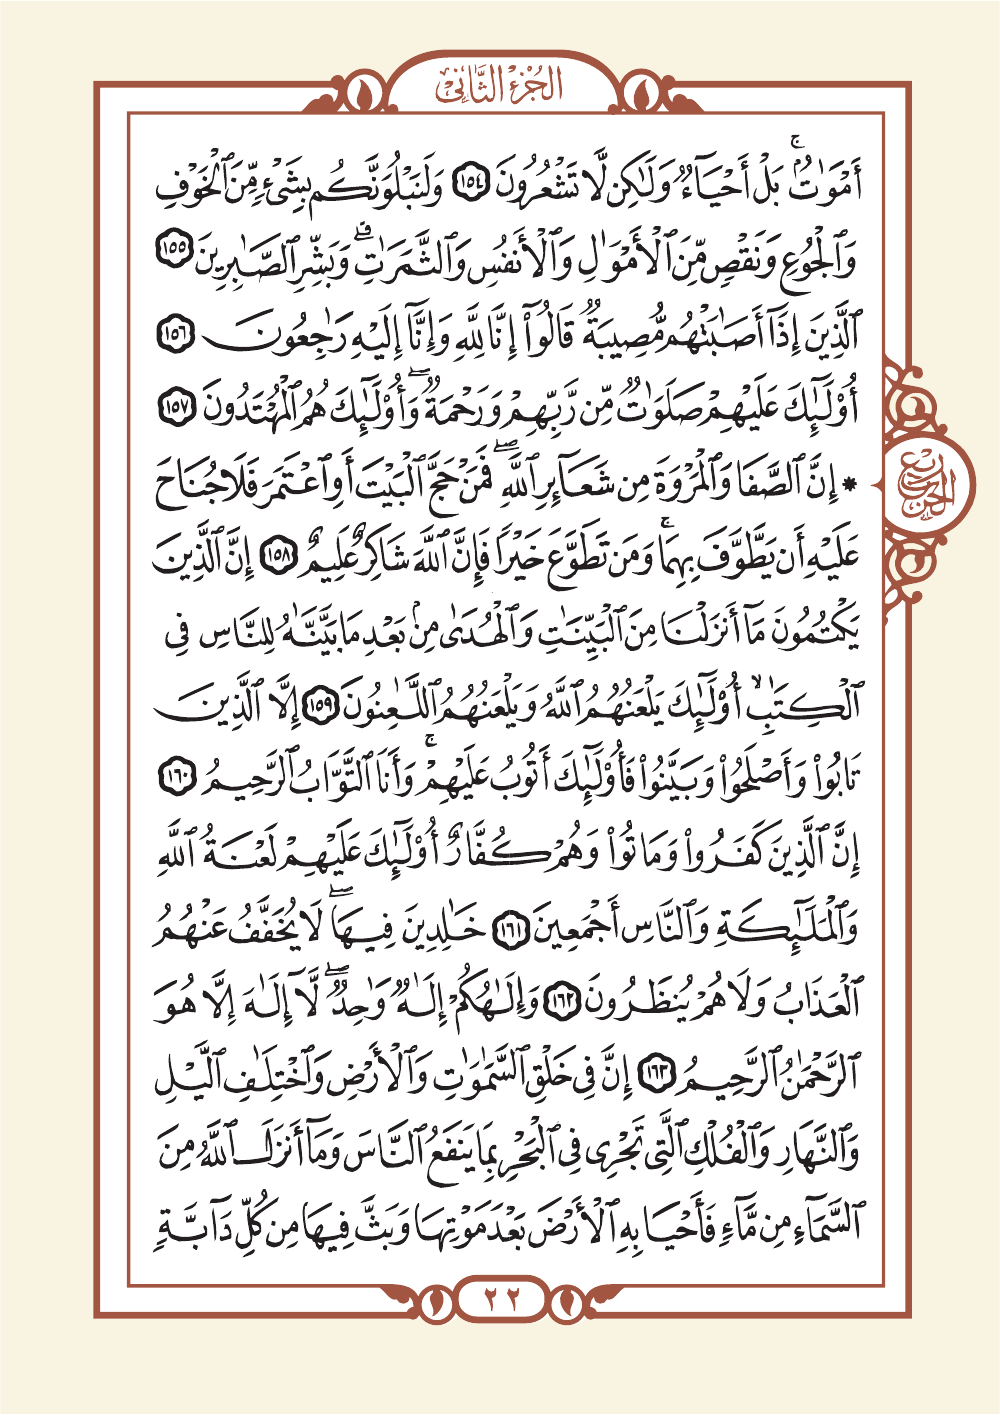 الجُزْءُ الثَّانِي
أَمْوَٰتٌۢۚ بَلْ أَحْيَآءٌ وَلَٰكِن لَّا تَشْعُرُونَ ١٥٤ وَلَنَبْلُوَنَّكُم بِشَىْءٍ مِّنَ ٱلْخَوْفِ
وَٱلْجُوعِ وَنَقْصٍ مِّنَ ٱلْأَمْوَٰلِ وَٱلْأَنفُسِ وَٱلثَّمَرَٰتِۗ وَبَشِّرِ ٱلصَّٰبِرِينَ ١٥٥
ٱلَّذِينَ إِذَآ أَصَٰبَتْهُم مُّصِيبَةٌ قَالُوٓا۟ إِنَّا لِلَّهِ وَإِنَّآ إِلَيْهِ رَٰجِعُونَ ١٥٦
أُو۟لَٰٓئِكَ عَلَيْهِمْ صَلَوَٰتٌ مِّن رَّبِّهِمْ وَرَحْمَةٌۖ وَأُو۟لَٰٓئِكَ هُمُ ٱلْمُهْتَدُونَ ١٥٧
* إِنَّ ٱلصَّفَا وَٱلْمَرْوَةَ مِن شَعَآئِرِ ٱللَّهِۖ فَمَنْ حَجَّ ٱلْبَيْتَ أَوِ ٱعْتَمَرَ فَلَا جُنَاحَ
ربع الحزب
عَلَيْهِ أَن يَطَّوَّفَ بِهِمَاۚ وَمَن تَطَوَّعَ خَيْرًا فَإِنَّ ٱللَّهَ شَاكِرٌ عَلِيمٌ ١٥٨ إِنَّ ٱلَّذِينَ
يَكْتُمُونَ مَآ أَنزَلْنَا مِنَ ٱلْبَيِّنَٰتِ وَٱلْهُدَىٰ مِنۢ بَعْدِ مَا بَيَّنَّٰهُ لِلنَّاسِ فِى
ٱلْكِتَٰبِۙ أُو۟لَٰٓئِكَ يَلْعَنُهُمُ ٱللَّهُ وَيَلْعَنُهُمُ ٱللَّٰعِنُونَ ١٥٩ إِلَّا ٱلَّذِينَ
تَابُوا۟ وَأَصْلَحُوا۟ وَبَيَّنُوا۟ فَأُو۟لَٰٓئِكَ أَتُوبُ عَلَيْهِمْۚ وَأَنَا ٱلتَّوَّابُ ٱلرَّحِيمُ ١٦٠
إِنَّ ٱلَّذِينَ كَفَرُوا۟ وَمَاتُوا۟ وَهُمْ كُفَّارٌ أُو۟لَٰٓئِكَ عَلَيْهِمْ لَعْنَةُ ٱللَّهِ
وَٱلْمَلَٰٓئِكَةِ وَٱلنَّاسِ أَجْمَعِينَ ١٦١ خَٰلِدِينَ فِيهَاۖ لَا يُخَفَّفُ عَنْهُمُ
ٱلْعَذَابُ وَلَا هُمْ يُنظَرُونَ ١٦٢ وَإِلَٰهُكُمْ إِلَٰهٌ وَٰحِدٌۖ لَّآ إِلَٰهَ إِلَّا هُوَ
ٱلرَّحْمَٰنُ ٱلرَّحِيمُ ١٦٣ إِنَّ فِى خَلْقِ ٱلسَّمَٰوَٰتِ وَٱلْأَرْضِ وَٱخْتِلَٰفِ ٱلَّيْلِ
وَٱلنَّهَارِ وَٱلْفُلْكِ ٱلَّتِى تَجْرِى فِى ٱلْبَحْرِ بِمَا يَنفَعُ ٱلنَّاسَ وَمَآ أَنزَلَ ٱللَّهُ مِنَ
ٱلسَّمَآءِ مِن مَّآءٍ فَأَحْيَا بِهِ ٱلْأَرْضَ بَعْدَ مَوْتِهَا وَبَثَّ فِيهَا مِن كُلِّ دَآبَّةٍ
٢٢